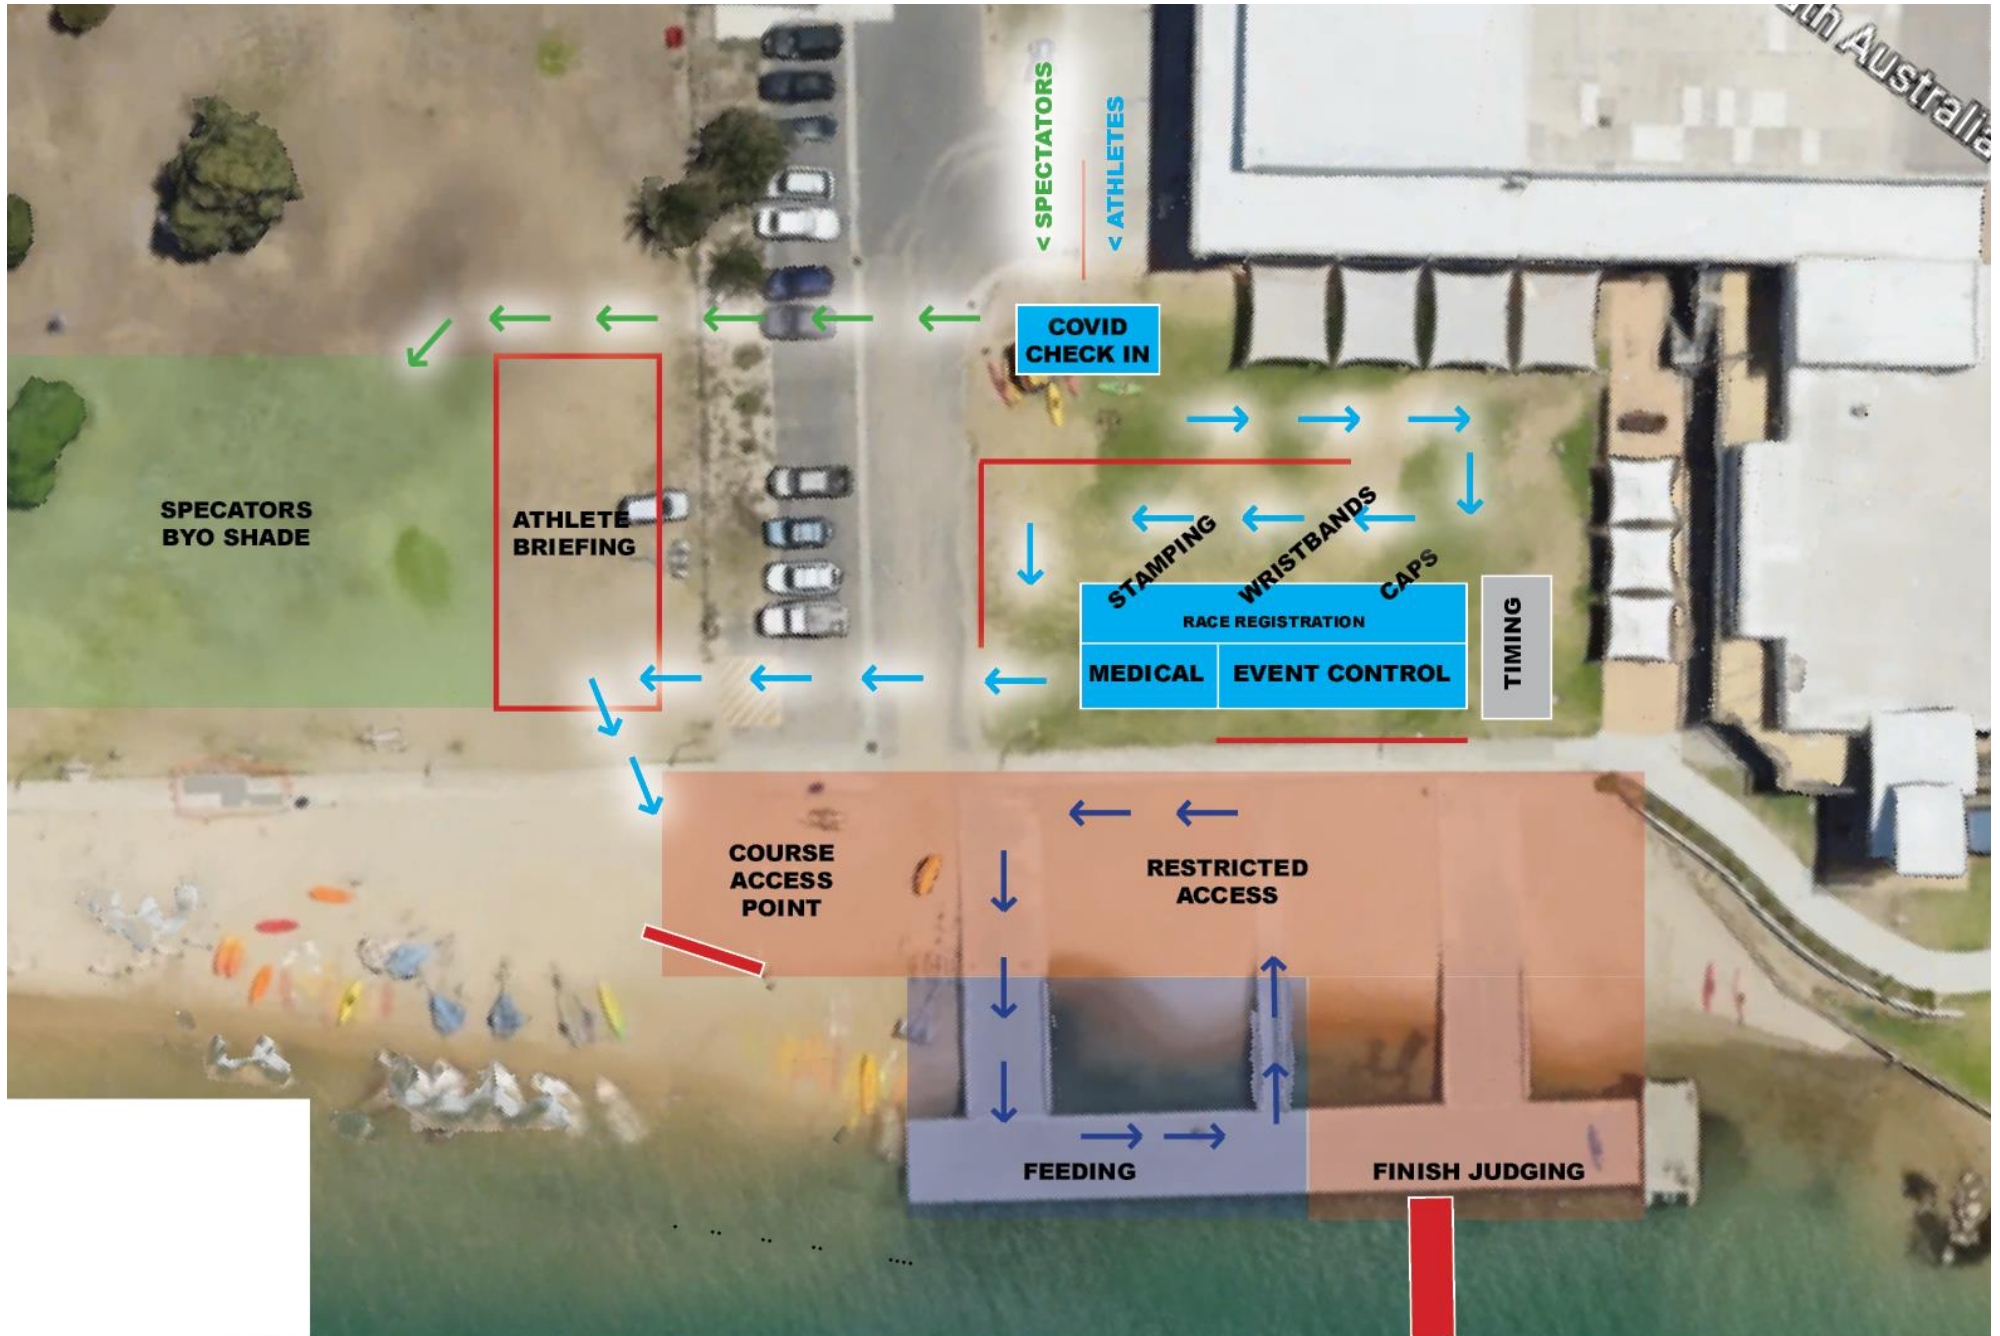 uth Australia
< SPECTATORS
< ATHLETES
COVID
CHECK IN
SPECATORS
BYO SHADE
ATHLETE
BRIEFING
STAMPING
WRISTBANDS
CAPS
RACE REGISTRATION
MEDICAL
EVENT CONTROL
TIMING
COURSE
ACCESS
POINT
RESTRICTED
ACCESS
FEEDING
FINISH JUDGING